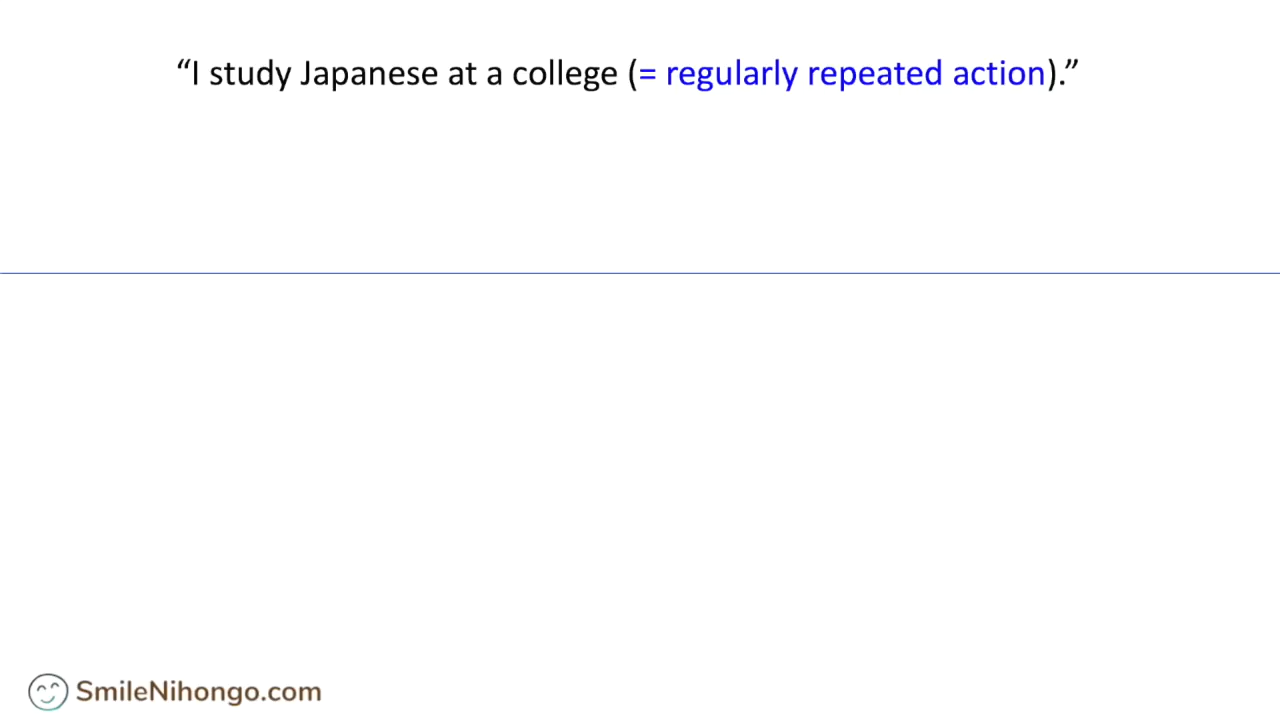 “I study Japanese at a college (= regularly repeated action).”
SmileNihongo.com